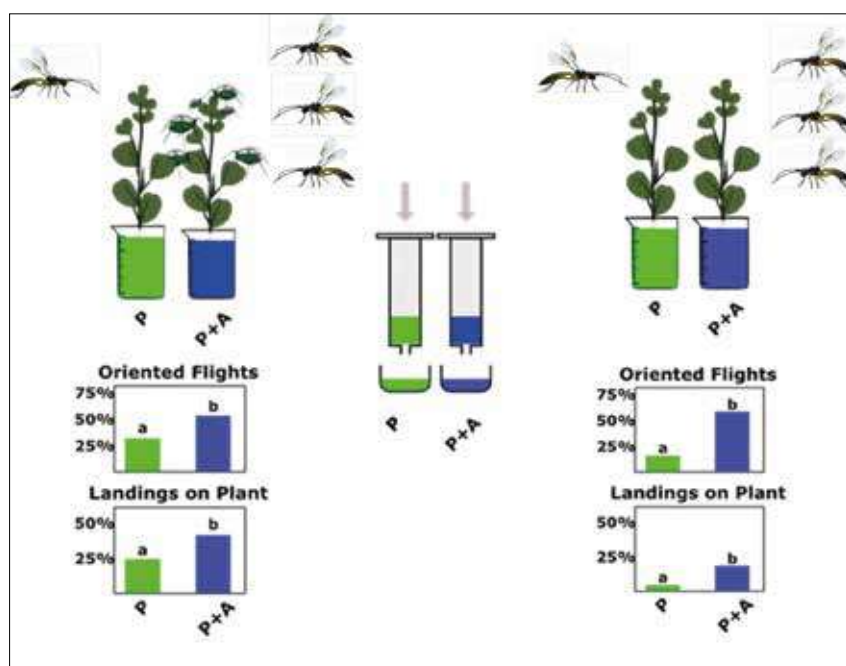 P
P+A
Oriented Flights
75%
50%
25%
a
b
Landings on Plant
50%
25%
a
b
P
P+A
P
P+A
P
P+A
Oriented Flights
75%
50%
25%
a
b
Landings on Plant
50%
25%
a
b
P
P+A